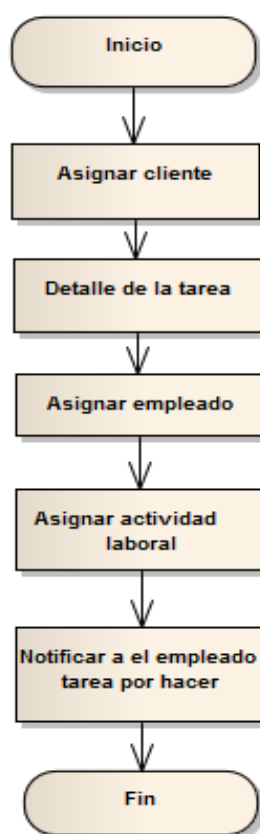 Inicio
Asignar cliente
Detalle de la tarea
Asignar empleado
Asignar actividad
laboral
Notificar a el empleado
tarea por hacer
Fin